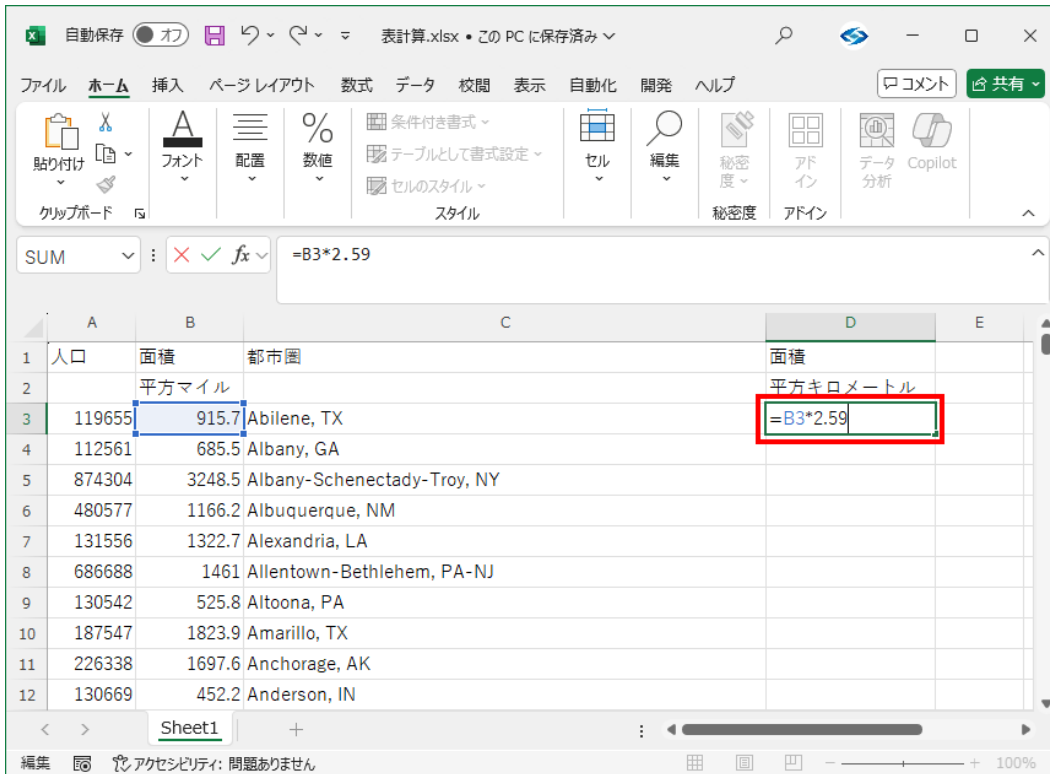 自動保存 オフ 表計算.xlsx • この PC に保存済み
ファイル ホーム 挿入 ページ レイアウト 数式 データ 校閲 表示 自動化 開発 ヘルプ コメント 共有
貼り付け フォント 配置 数値 条件付き書式 セル 編集 秘密度 アドイン データ分析 Copilot
テーブルとして書式設定
セルのスタイル
クリップボード スタイル 秘密度 アドイン
SUM fx =B3*2.59
A B C D E
1 人口 面積 都市圏 面積
2 平方マイル 平方キロメートル
3 119655 915.7 Abilene, TX =B3*2.59
4 112561 685.5 Albany, GA
5 874304 3248.5 Albany-Schenectady-Troy, NY
6 480577 1166.2 Albuquerque, NM
7 131556 1322.7 Alexandria, LA
8 686688 1461 Allentown-Bethlehem, PA-NJ
9 130542 525.8 Altoona, PA
10 187547 1823.9 Amarillo, TX
11 226338 1697.6 Anchorage, AK
12 130669 452.2 Anderson, IN
Sheet1
編集 アクセシビリティ: 問題ありません 100%